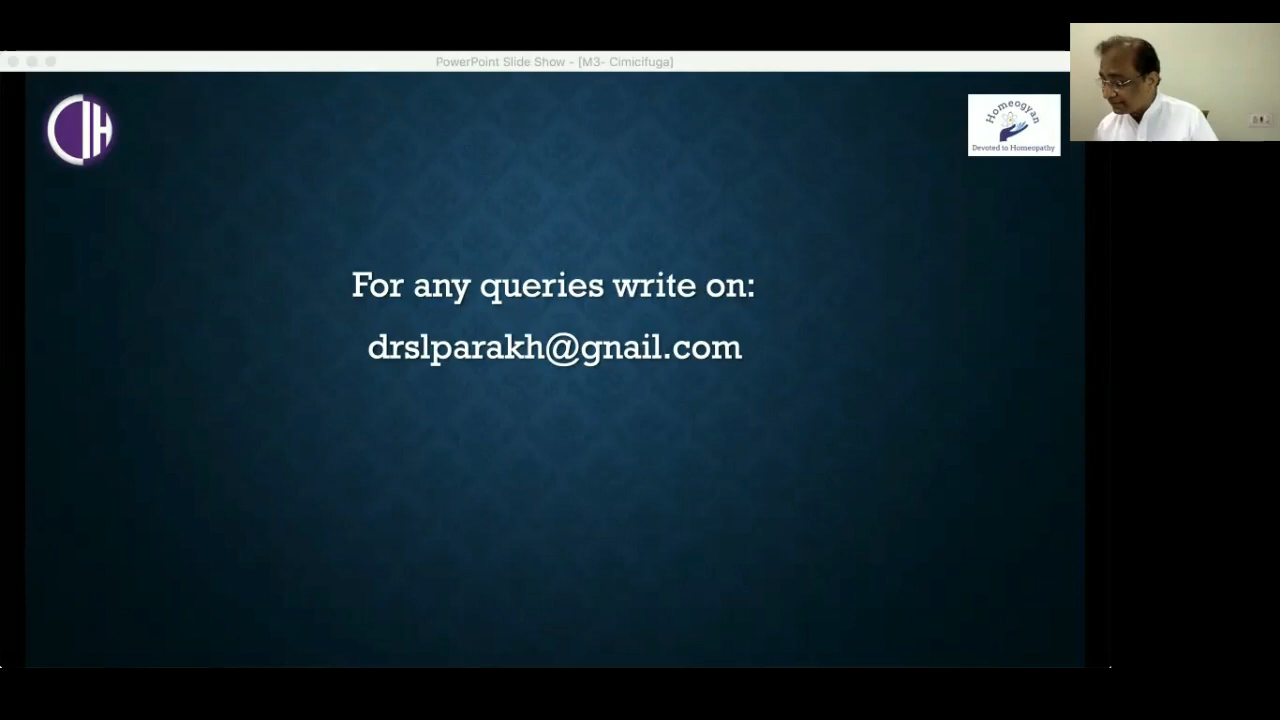 PowerPoint Slide Show - [M3- Cimicifuga]
Homeogyan
Devoted to Homeopathy
For any queries write on:
drslparakh@gnail.com